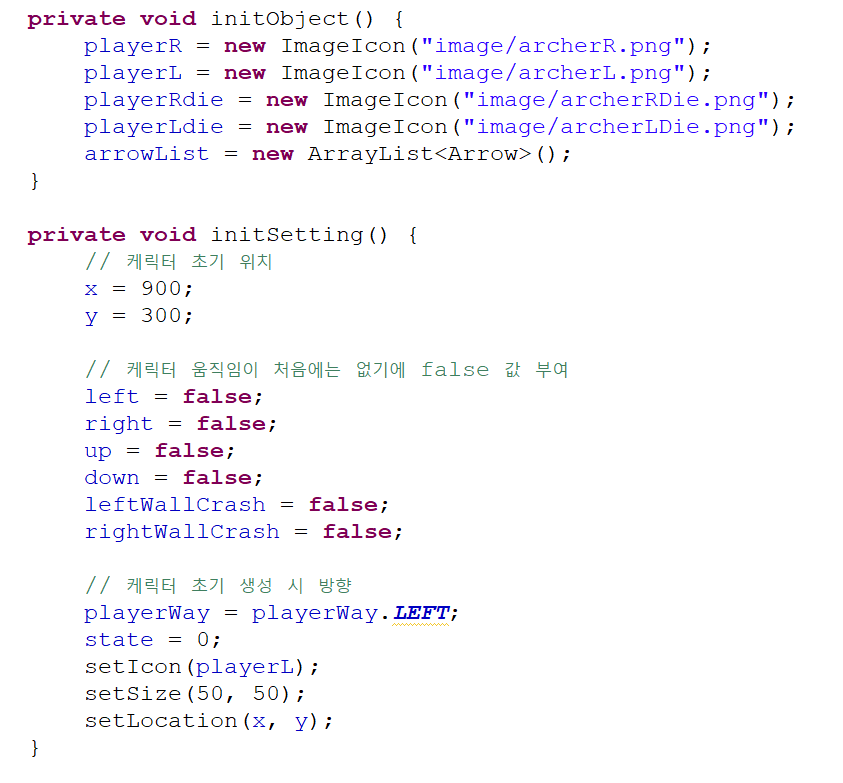 private void initObject() {
    playerR = new ImageIcon("image/archerR.png");
    playerL = new ImageIcon("image/archerL.png");
    playerRdie = new ImageIcon("image/archerRDie.png");
    playerLdie = new ImageIcon("image/archerLDie.png");
    arrowList = new ArrayList<Arrow>();
}

private void initSetting() {
    // 케릭터 초기 위치
    x = 900;
    y = 300;

    // 케릭터 움직임이 처음에는 없기에 false 값 부여
    left = false;
    right = false;
    up = false;
    down = false;
    leftWallCrash = false;
    rightWallCrash = false;

    // 케릭터 초기 생성 시 방향
    playerWay = playerWay.LEFT;
    state = 0;
    setIcon(playerL);
    setSize(50, 50);
    setLocation(x, y);
}